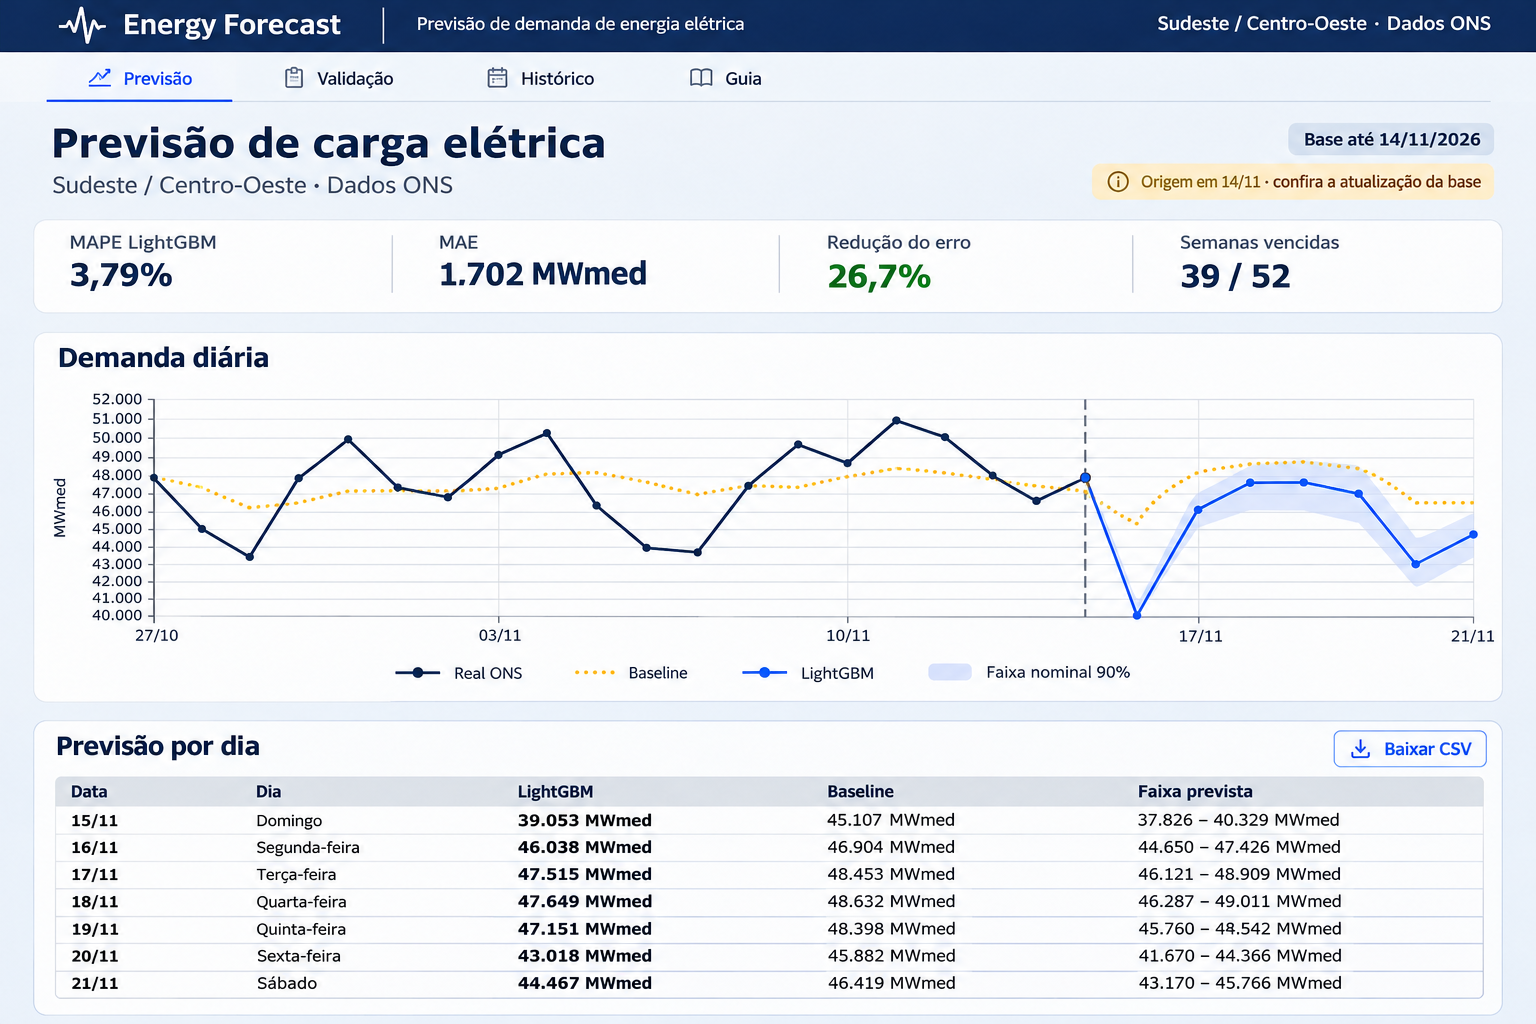 Energy Forecast
Previsão de demanda de energia elétrica
Sudeste / Centro-Oeste · Dados ONS
Previsão
Validação
Histórico
Guia
Previsão de carga elétrica
Sudeste / Centro-Oeste · Dados ONS
Base até 14/11/2026
Origem em 14/11 · confira a atualização da base
MAPE LightGBM
3,79%
MAE
1.702 MWmed
Redução do erro
26,7%
Semanas vencidas
39 / 52
Demanda diária
MWmed
52.000
51.000
50.000
49.000
48.000
47.000
46.000
45.000
44.000
43.000
42.000
41.000
40.000
27/10 03/11 10/11 17/11 21/11
Real ONS Baseline LightGBM Faixa nominal 90%
Previsão por dia
Baixar CSV
Data Dia LightGBM Baseline Faixa prevista
15/11 Domingo 39.053 MWmed 45.107 MWmed 37.826 – 40.329 MWmed
16/11 Segunda-feira 46.038 MWmed 46.904 MWmed 44.650 – 47.426 MWmed
17/11 Terça-feira 47.515 MWmed 48.453 MWmed 46.121 – 48.909 MWmed
18/11 Quarta-feira 47.649 MWmed 48.632 MWmed 46.287 – 49.011 MWmed
19/11 Quinta-feira 47.151 MWmed 48.398 MWmed 45.760 – 48.542 MWmed
20/11 Sexta-feira 43.018 MWmed 45.882 MWmed 41.670 – 44.366 MWmed
21/11 Sábado 44.467 MWmed 46.419 MWmed 43.170 – 45.766 MWmed